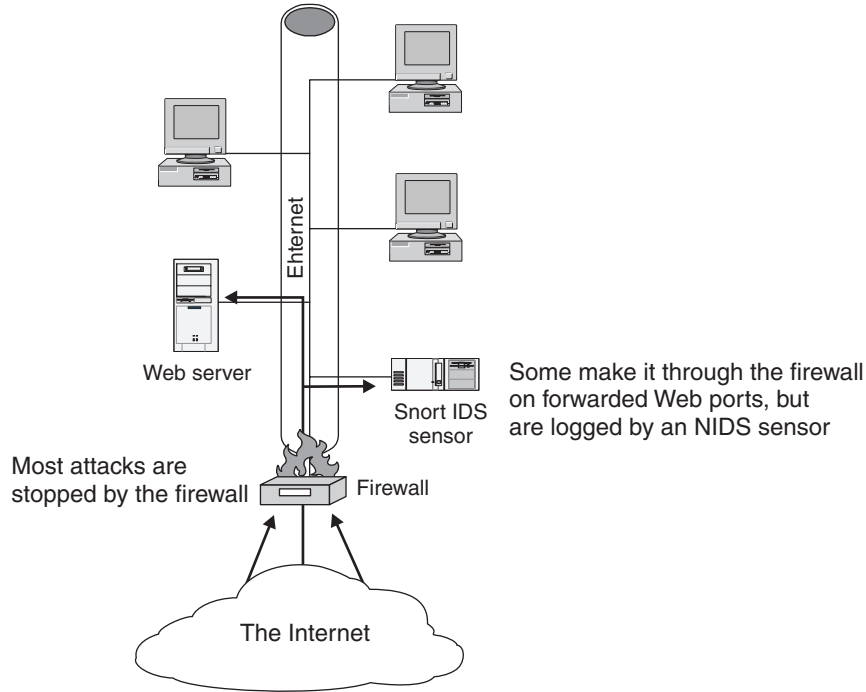 Ehternet
Web server
Snort IDS
sensor
Some make it through the firewall
on forwarded Web ports, but
are logged by an NIDS sensor
Most attacks are
stopped by the firewall
Firewall
The Internet